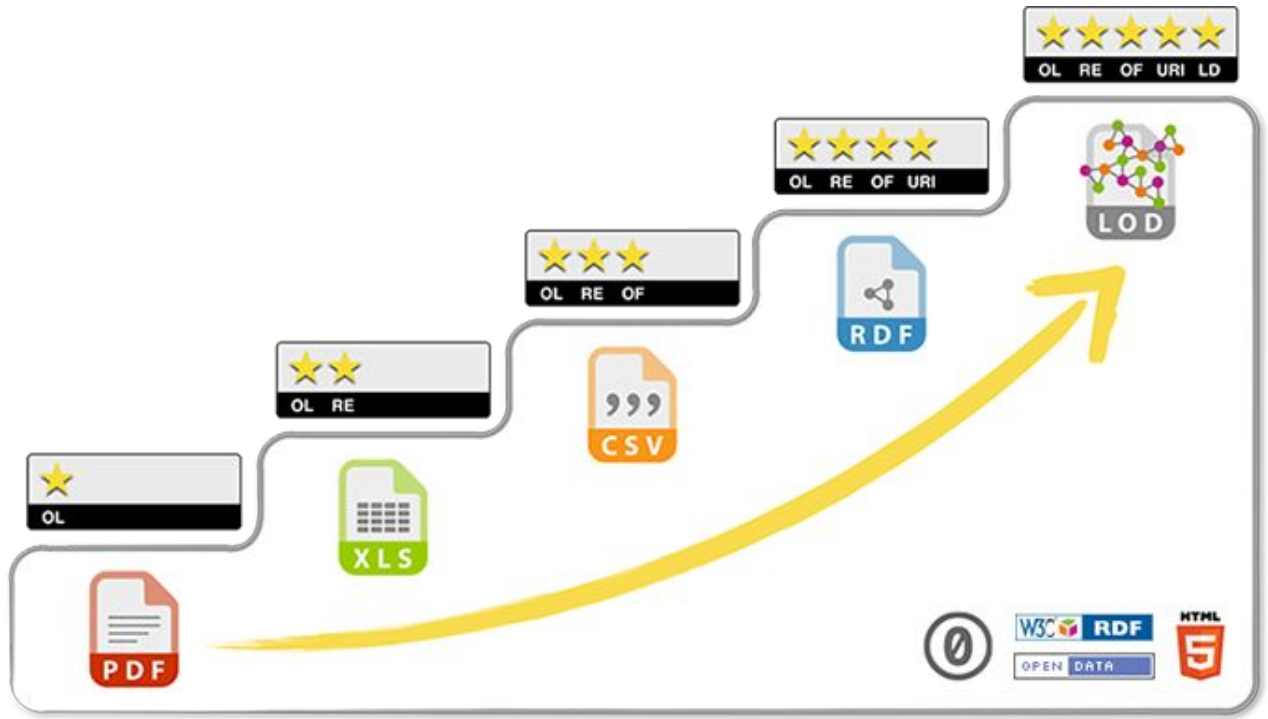 OL RE OF URI LD
LOD
OL RE OF URI
RDF
OL RE OF
CSV
OL RE
XLS
OL
PDF
0
W3C RDF
OPEN DATA
HTML
5